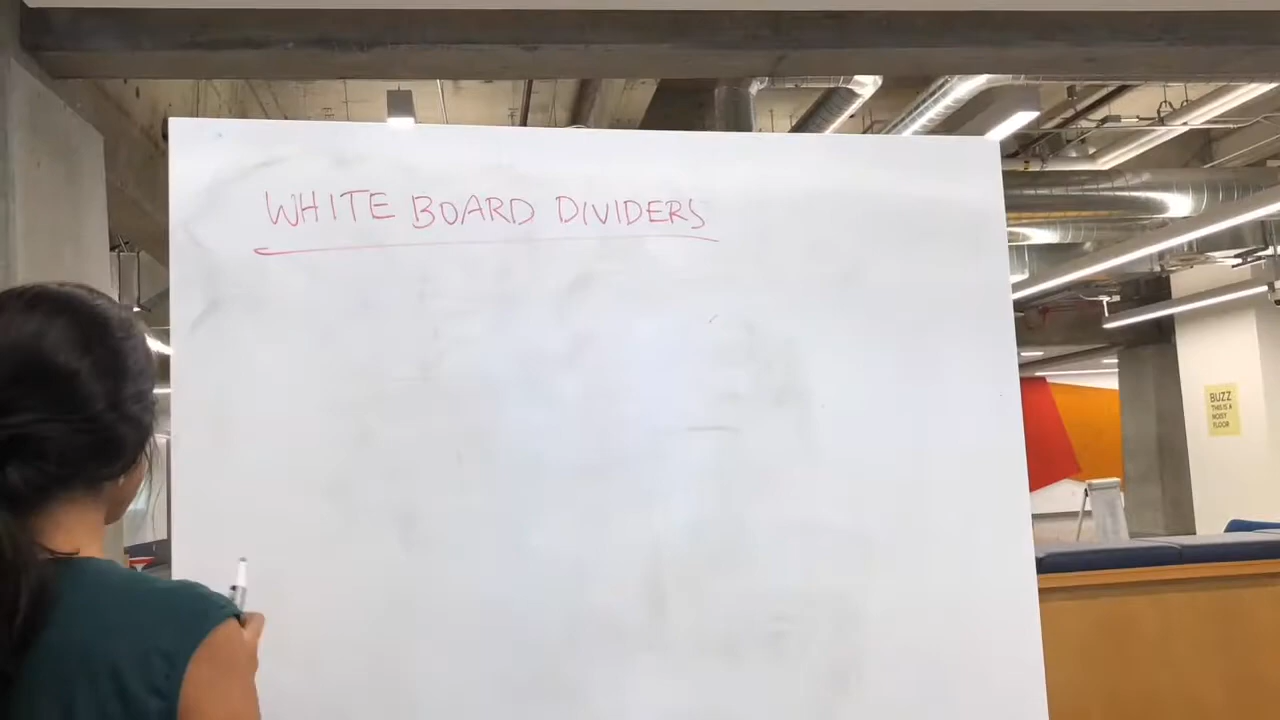 WHITE BOARD DIVIDERS
BUZZ
THIS IS A
NOISY
FLOOR